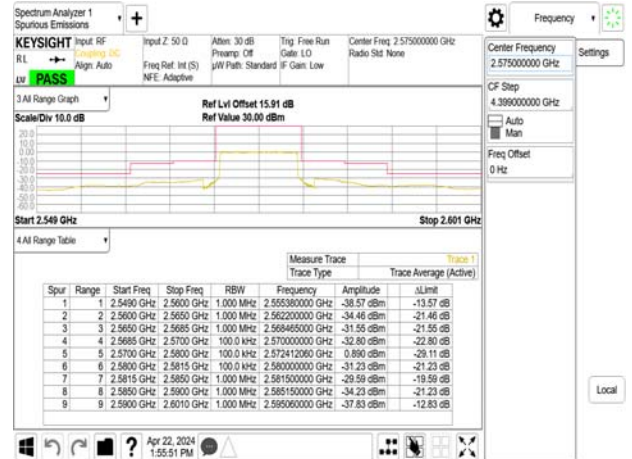 Spectrum Analyzer 1
Spurious Emissions
Frequency
KEYSIGHT Input: RF Input Z: 50 Ω Atten: 30 dB Trig: Free Run Center Freq: 2.575000000 GHz
Coupling: DC Preamp: Off Gate: LO Radio Std: None
RL Align: Auto Freq Ref: Int (S) µW Path: Standard IF Gain: Low
NFE: Adaptive
PASS
Center Frequency
2.575000000 GHz
Settings
CF Step
4.399000000 GHz
Auto
Man
Freq Offset
0 Hz
3 All Range Graph
Ref Lvl Offset 15.91 dB
Scale/Div 10.0 dB Ref Value 30.00 dBm
20.0
10.0
0.00
-10.0
-20.0
-30.0
-40.0
-50.0
-60.0
Start 2.549 GHz Stop 2.601 GHz
4 All Range Table
Measure Trace Trace 1
Trace Type Trace Average (Active)
Spur Range Start Freq Stop Freq RBW Frequency Amplitude ΔLimit
1 1 2.5490 GHz 2.5600 GHz 1.000 MHz 2.555380000 GHz -38.57 dBm -13.57 dB
2 2 2.5600 GHz 2.5650 GHz 1.000 MHz 2.562200000 GHz -34.46 dBm -21.46 dB
3 3 2.5650 GHz 2.5685 GHz 1.000 MHz 2.568465000 GHz -31.55 dBm -21.55 dB
4 4 2.5685 GHz 2.5700 GHz 100.0 kHz 2.570000000 GHz -32.80 dBm -22.80 dB
5 5 2.5700 GHz 2.5800 GHz 100.0 kHz 2.572412060 GHz 0.890 dBm -29.11 dB
6 6 2.5800 GHz 2.5815 GHz 100.0 kHz 2.580000000 GHz -31.23 dBm -21.23 dB
7 7 2.5815 GHz 2.5850 GHz 1.000 MHz 2.581500000 GHz -29.59 dBm -19.59 dB
8 8 2.5850 GHz 2.5900 GHz 1.000 MHz 2.585150000 GHz -34.23 dBm -21.23 dB
9 9 2.5900 GHz 2.6010 GHz 1.000 MHz 2.595060000 GHz -37.83 dBm -12.83 dB
Local
Apr 22, 2024
1:55:51 PM